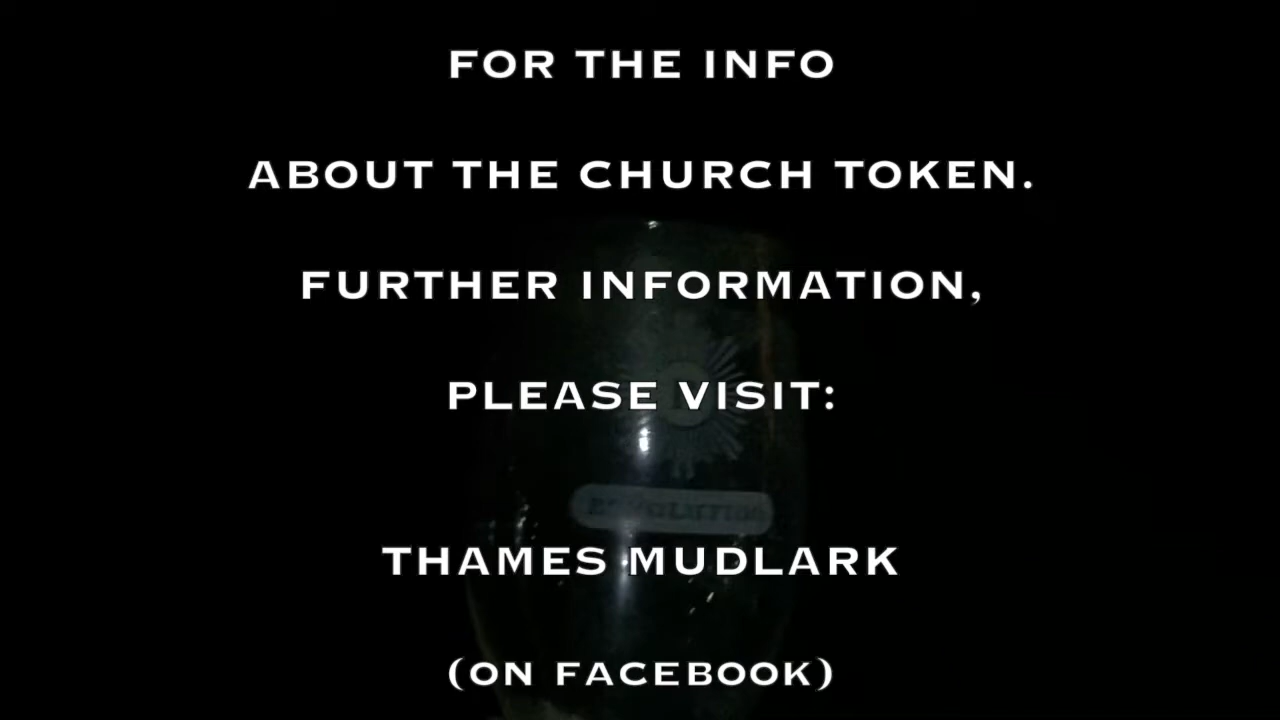 FOR THE INFO
ABOUT THE CHURCH TOKEN.
FURTHER INFORMATION,
PLEASE VISIT:
THAMES MUDLARK
(ON FACEBOOK)